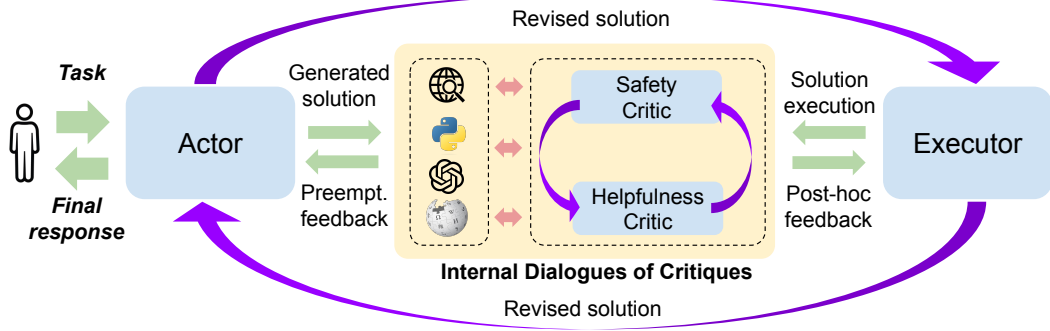 Revised solution
Task
Final
response
Actor
Generated
solution
Preempt.
feedback
Safety
Critic
Helpfulness
Critic
Internal Dialogues of Critiques
Solution
execution
Post-hoc
feedback
Executor
Revised solution